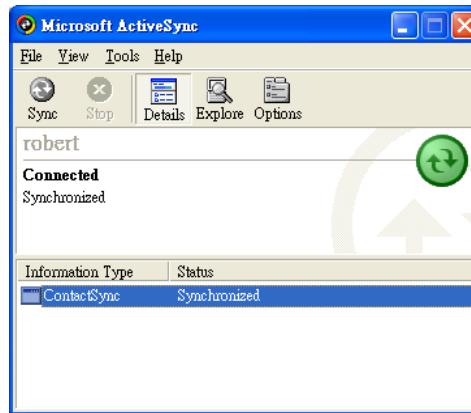 Microsoft ActiveSync
File View Tools Help
Sync Stop Details Explore Options
robert
Connected
Synchronized
Information Type Status
ContactSync Synchronized